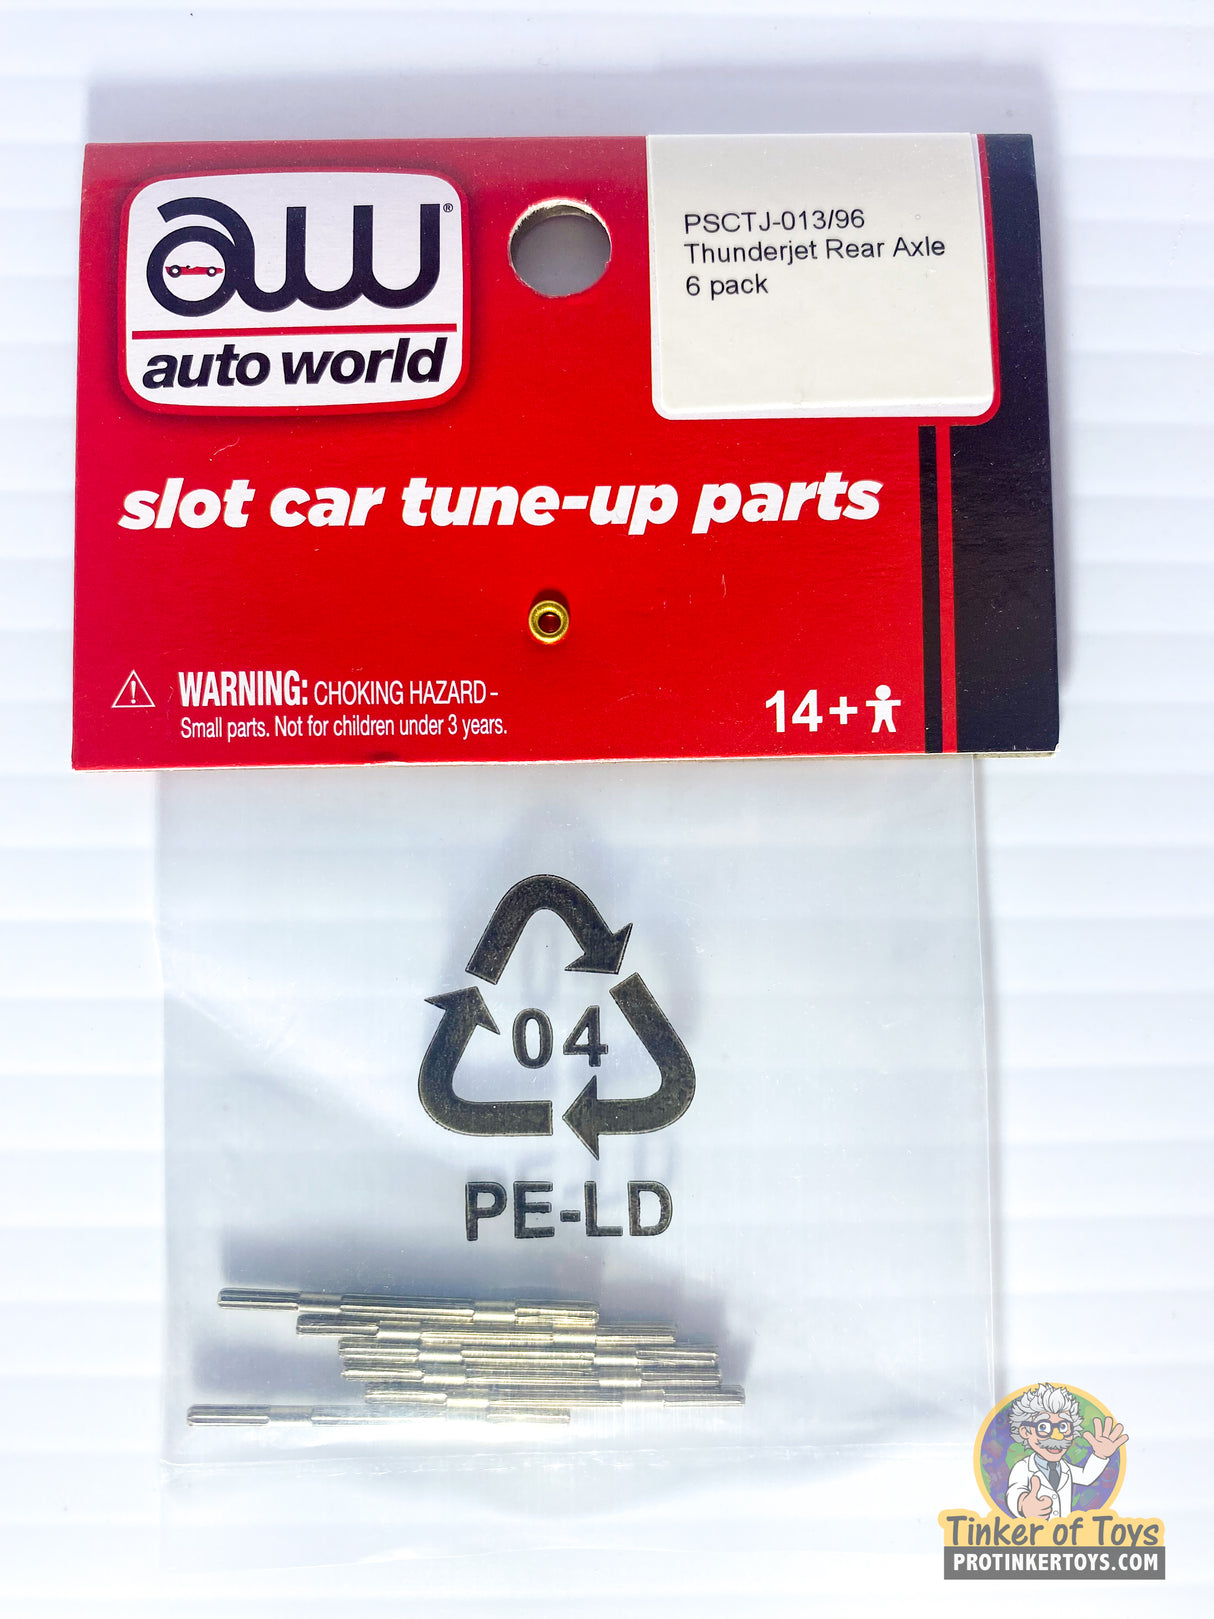 aw®
auto world
PSCTJ-013/96
Thunderjet Rear Axle
6 pack
slot car tune-up parts
WARNING: CHOKING HAZARD -
Small parts. Not for children under 3 years.
14+
04
PE-LD
Tinker of Toys
PROTINKERTOYS.COM